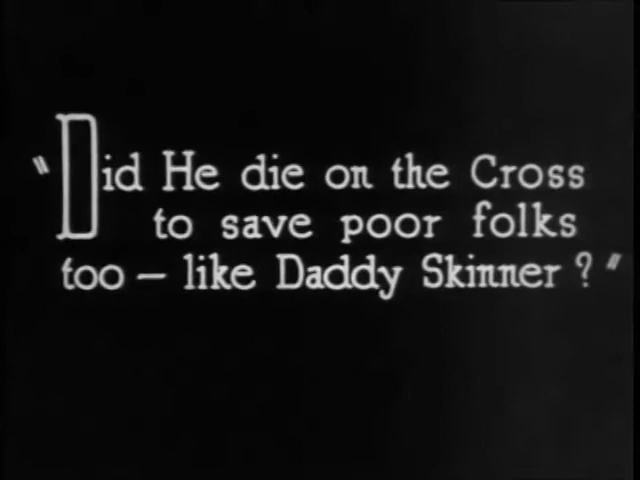 "Did He die on the Cross
to save poor folks
too – like Daddy Skinner?"